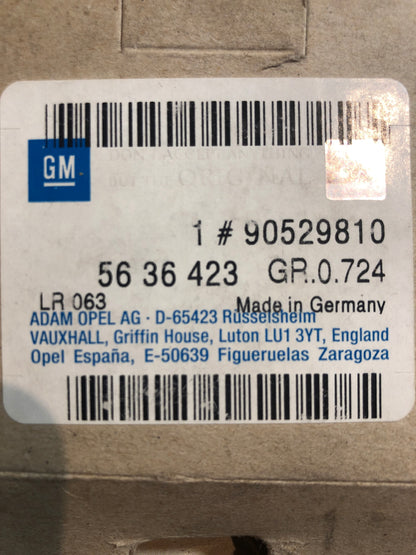 GM
1 # 90529810
56 36 423 GR.0.724
LR 063 Made in Germany
ADAM OPEL AG · D-65423 Rüsselsheim
VAUXHALL, Griffin House, Luton LU1 3YT, England
Opel España, E-50639 Figueruelas Zaragoza